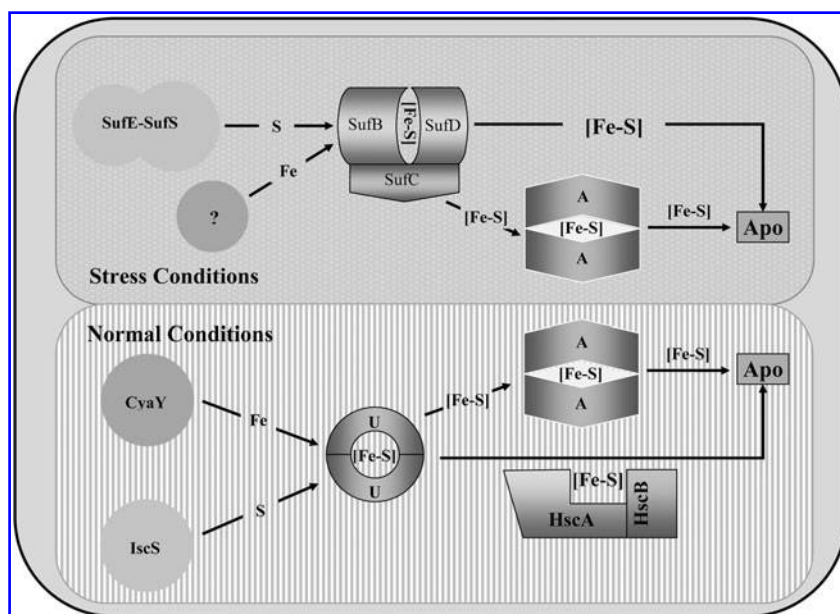 SufE-SufS
S
Fe
?
SufB
[Fe-S]
SufD
SufC
[Fe-S]
[Fe-S]
A
[Fe-S]
A
[Fe-S]
Apo
Stress Conditions
Normal Conditions
CyaY
Fe
IscS
S
U
[Fe-S]
U
[Fe-S]
A
[Fe-S]
A
[Fe-S]
Apo
[Fe-S]
HscA
HscB